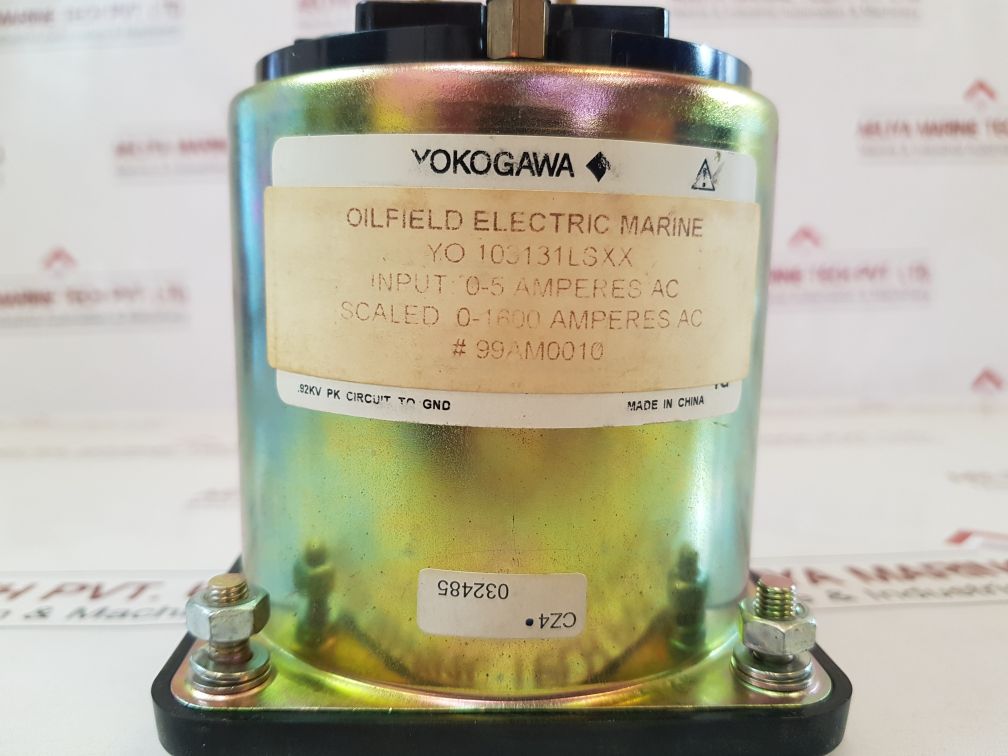 YOKOGAWA
OILFIELD ELECTRIC MARINE
YO 103131LSXX
INPUT 0-5 AMPERES AC
SCALED 0-1600 AMPERES AC
# 99AM0010
.92KV PK CIRCUIT TO GND
MADE IN CHINA
CZ4
032485